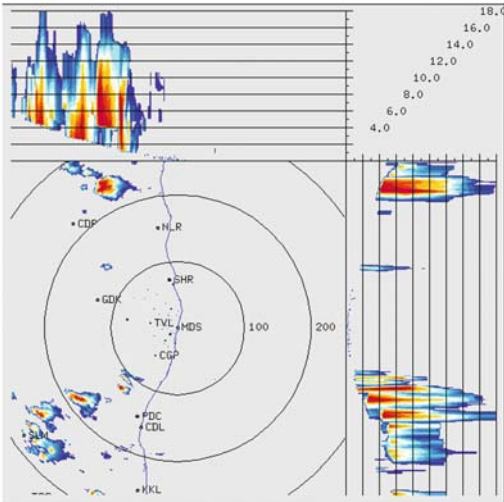 18.0
16.0
14.0
12.0
10.0
8.0
6.0
4.0
CDP
NLR
SHR
GDK
TVL MDS 100 200
CGP
PDC
CDL
SLM
KKL